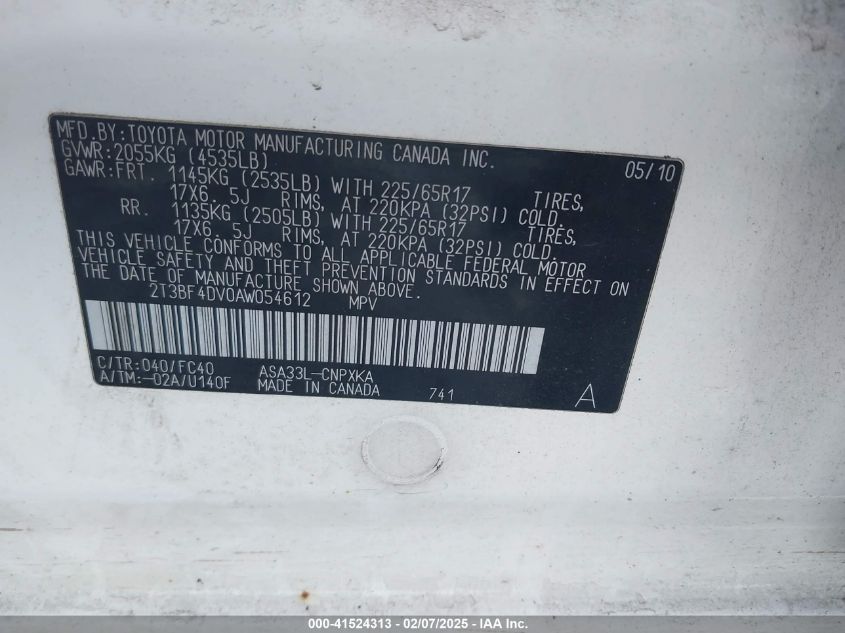 MFD.BY:TOYOTA MOTOR MANUFACTURING CANADA INC. 05/10
GVWR:2055KG (4535LB)
GAWR:FRT. 1145KG (2535LB) WITH 225/65R17 TIRES,
17X6.5J RIMS, AT 220KPA (32PSI) COLD.
RR. 1135KG (2505LB) WITH 225/65R17 TIRES,
17X6.5J RIMS, AT 220KPA (32PSI) COLD.
THIS VEHICLE CONFORMS TO ALL APPLICABLE FEDERAL MOTOR
VEHICLE SAFETY AND THEFT PREVENTION STANDARDS IN EFFECT ON
THE DATE OF MANUFACTURE SHOWN ABOVE.
2T3BF4DV0AW054612 MPV
C/TR:040/FC40 ASA33L-CNPXKA
A/TM:-02A/U140F MADE IN CANADA 741 A
000-41524313 - 02/07/2025 - © IAA Inc.